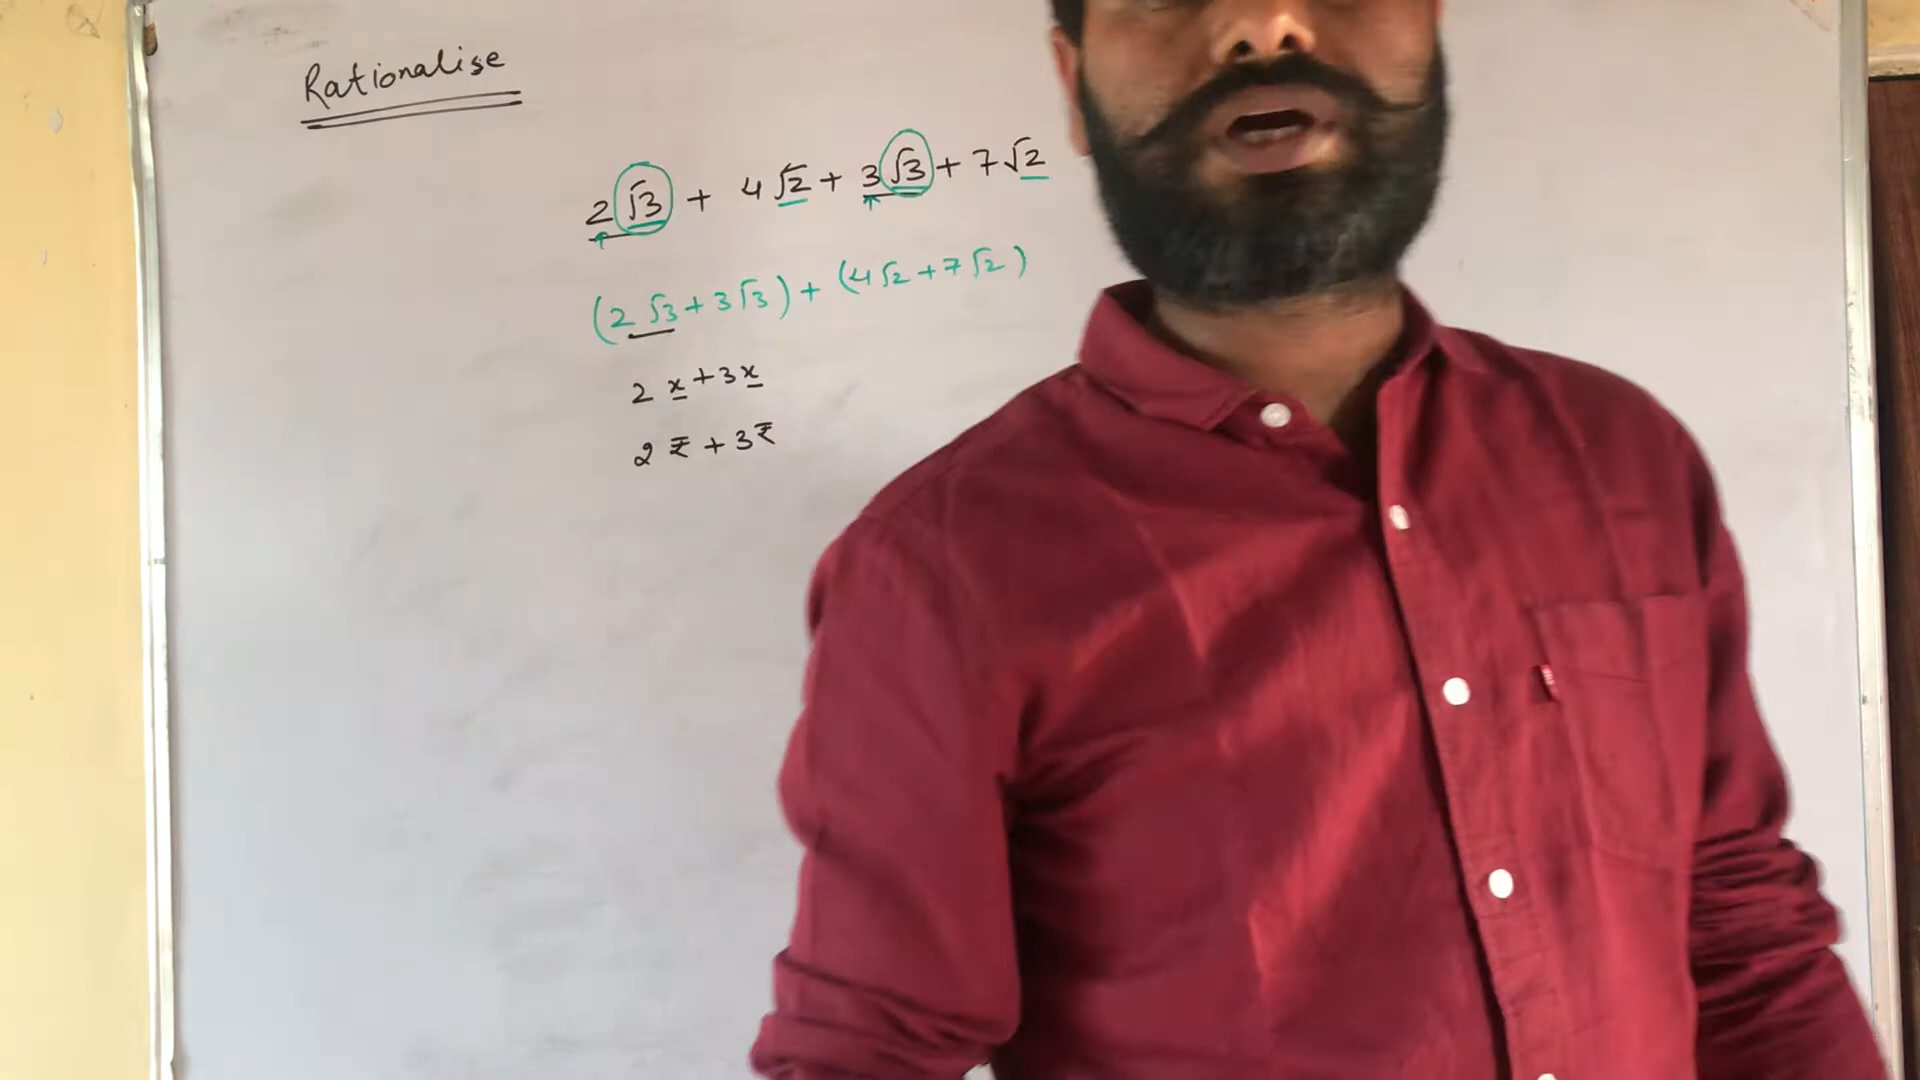 Rationalise
2√3 + 4√2 + 3√3 + 7√2
(2√3 + 3√3) + (4√2 + 7√2)
2x + 3x
2₹ + 3₹